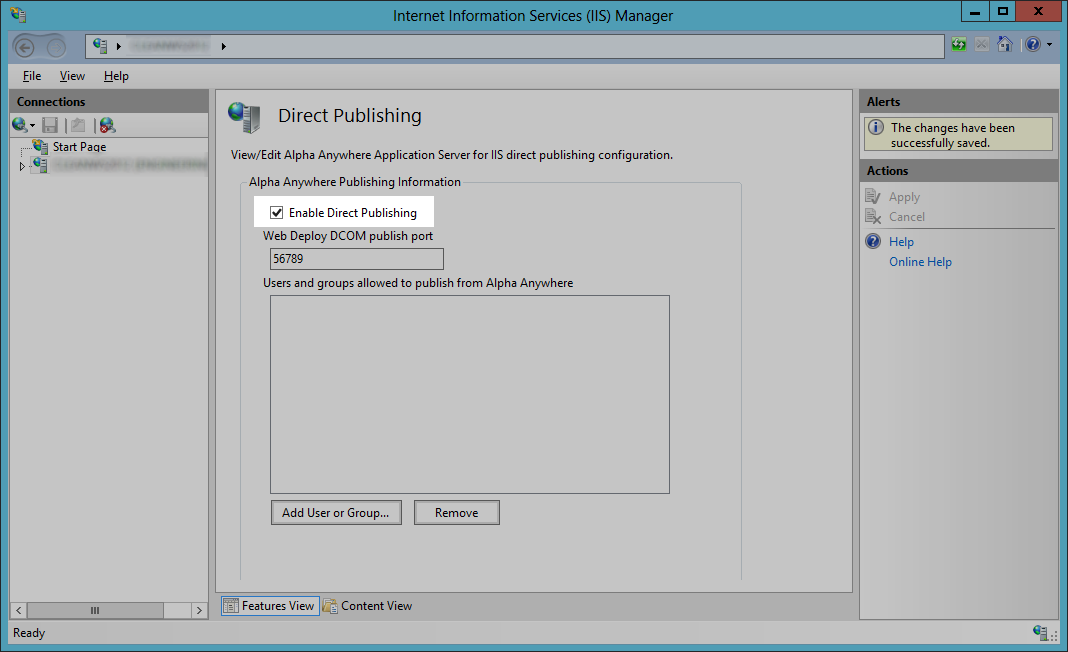 Internet Information Services (IIS) Manager
File View Help
Connections
Start Page
Direct Publishing
View/Edit Alpha Anywhere Application Server for IIS direct publishing configuration.
Alpha Anywhere Publishing Information
Enable Direct Publishing
Web Deploy DCOM publish port
56789
Users and groups allowed to publish from Alpha Anywhere
Add User or Group... Remove
Features View Content View
Alerts
The changes have been
successfully saved.
Actions
Apply
Cancel
Help
Online Help
Ready